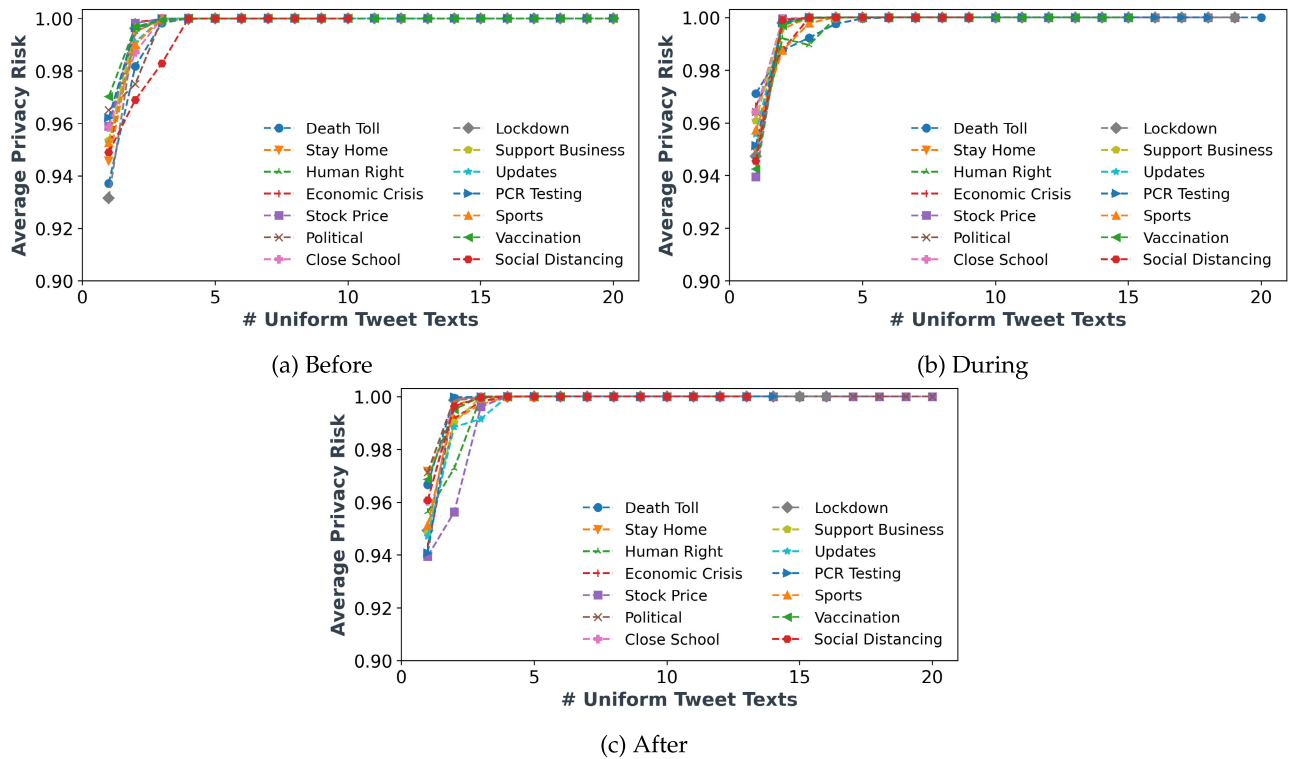 1.00
0.98
0.96
0.94
0.92
0.90
Average Privacy Risk
Death Toll
Stay Home
Human Right
Economic Crisis
Stock Price
Political
Close School
Lockdown
Support Business
Updates
PCR Testing
Sports
Vaccination
Social Distancing
0 5 10 15 20
# Uniform Tweet Texts
(a) Before
1.00
0.98
0.96
0.94
0.92
0.90
Average Privacy Risk
Death Toll
Stay Home
Human Right
Economic Crisis
Stock Price
Political
Close School
Lockdown
Support Business
Updates
PCR Testing
Sports
Vaccination
Social Distancing
0 5 10 15 20
# Uniform Tweet Texts
(b) During
1.00
0.98
0.96
0.94
0.92
0.90
Average Privacy Risk
Death Toll
Stay Home
Human Right
Economic Crisis
Stock Price
Political
Close School
Lockdown
Support Business
Updates
PCR Testing
Sports
Vaccination
Social Distancing
0 5 10 15 20
# Uniform Tweet Texts
(c) After